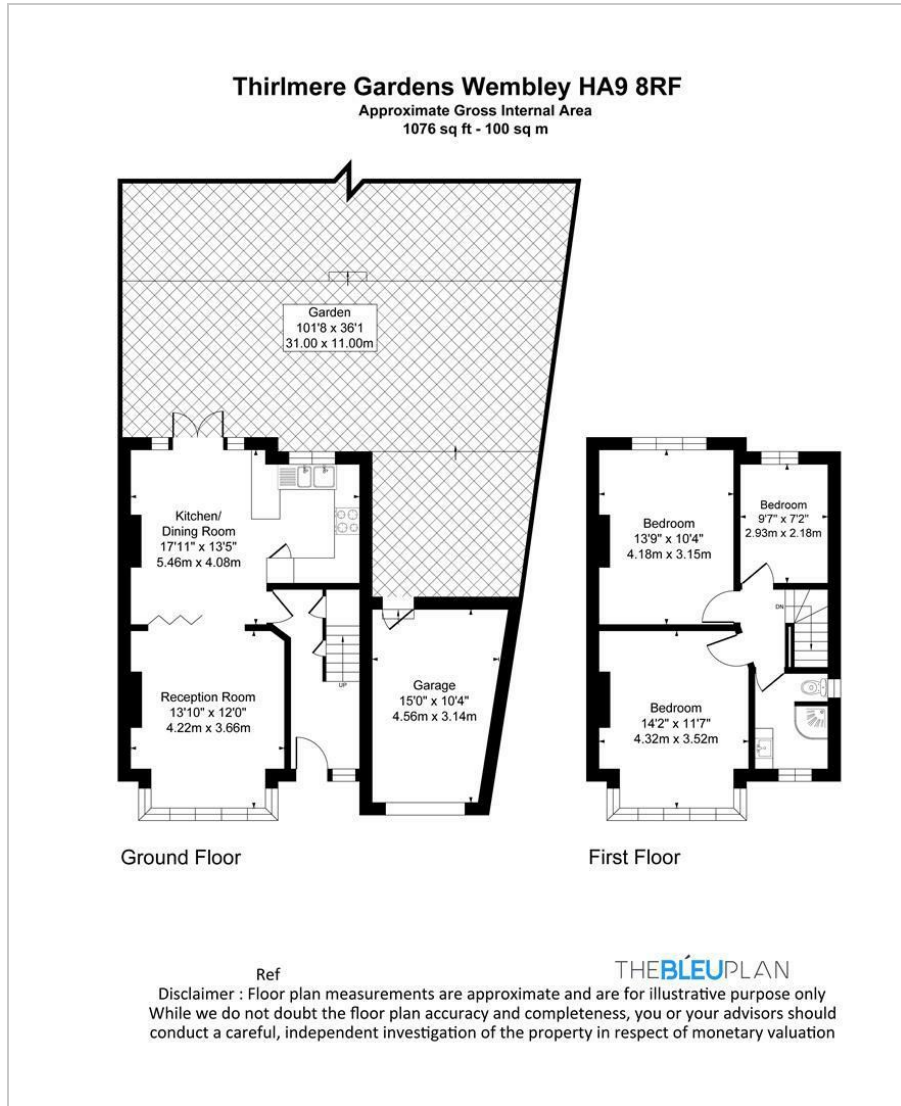 Thirlmere Gardens Wembley HA9 8RF
Approximate Gross Internal Area
1076 sq ft - 100 sq m
Garden
101'8 x 36'1
31.00 x 11.00m
Kitchen/
Dining Room
17'11" x 13'5"
5.46m x 4.08m
UP
Reception Room
13'10" x 12'0"
4.22m x 3.66m
Garage
15'0" x 10'4"
4.56m x 3.14m
Ground Floor
Bedroom
13'9" x 10'4"
4.18m x 3.15m
Bedroom
9'7" x 7'2"
2.93m x 2.18m
DN
Bedroom
14'2" x 11'7"
4.32m x 3.52m
First Floor
Ref
THEBLEUPLAN
Disclaimer : Floor plan measurements are approximate and are for illustrative purpose only
While we do not doubt the floor plan accuracy and completeness, you or your advisors should
conduct a careful, independent investigation of the property in respect of monetary valuation